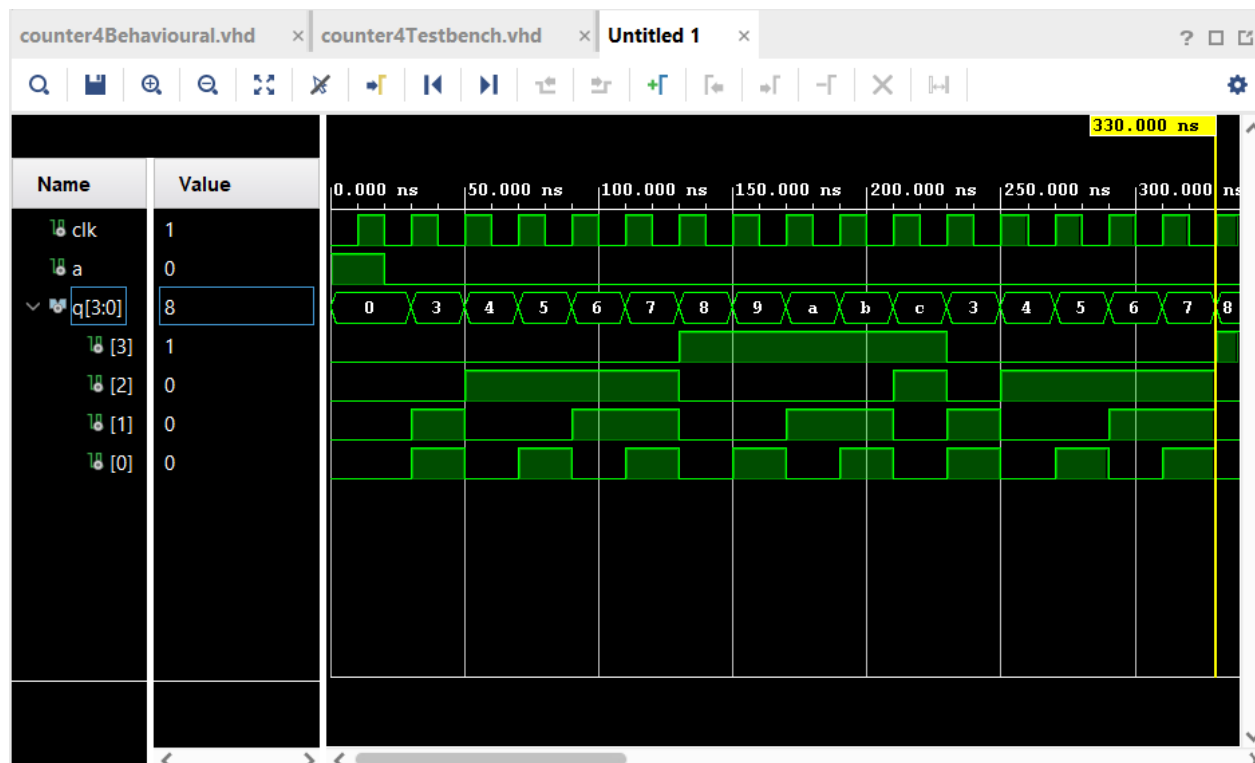 counter4Behavioural.vhd × counter4Testbench.vhd × Untitled 1 ×
330.000 ns
Name Value
0.000 ns 50.000 ns 100.000 ns 150.000 ns 200.000 ns 250.000 ns 300.000 ns
clk 1
a 0
q[3:0] 8 0 3 4 5 6 7 8 9 a b c 3 4 5 6 7 8
[3] 1
[2] 0
[1] 0
[0] 0